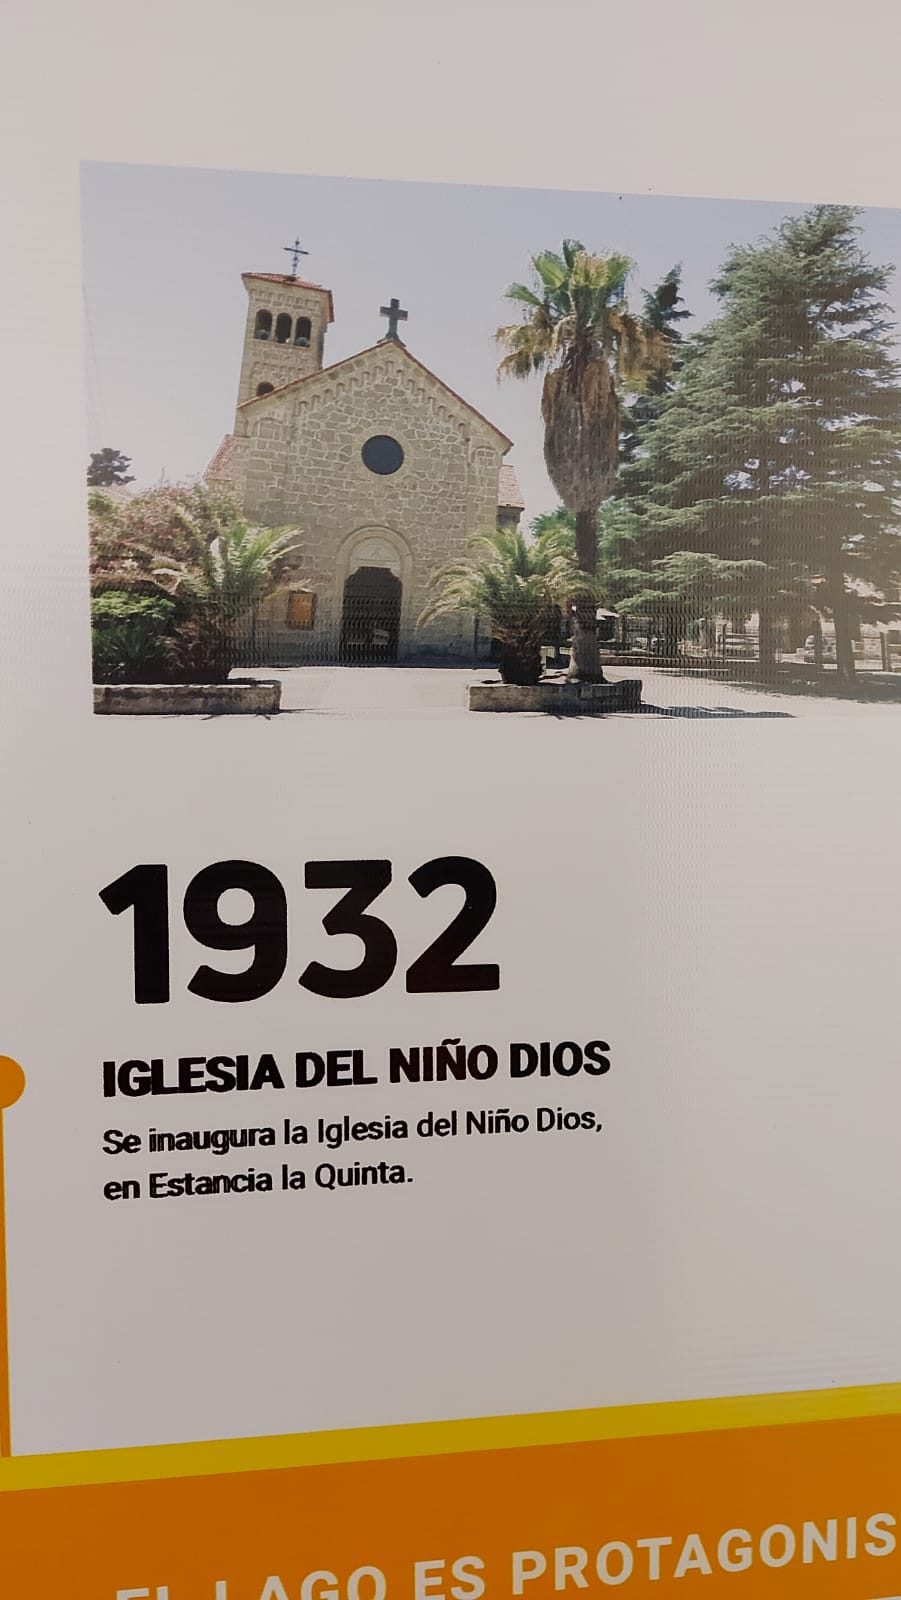 1932
IGLESIA DEL NIÑO DIOS
Se inaugura la Iglesia del Niño Dios,
en Estancia la Quinta.
EL LAGO ES PROTAGONIS